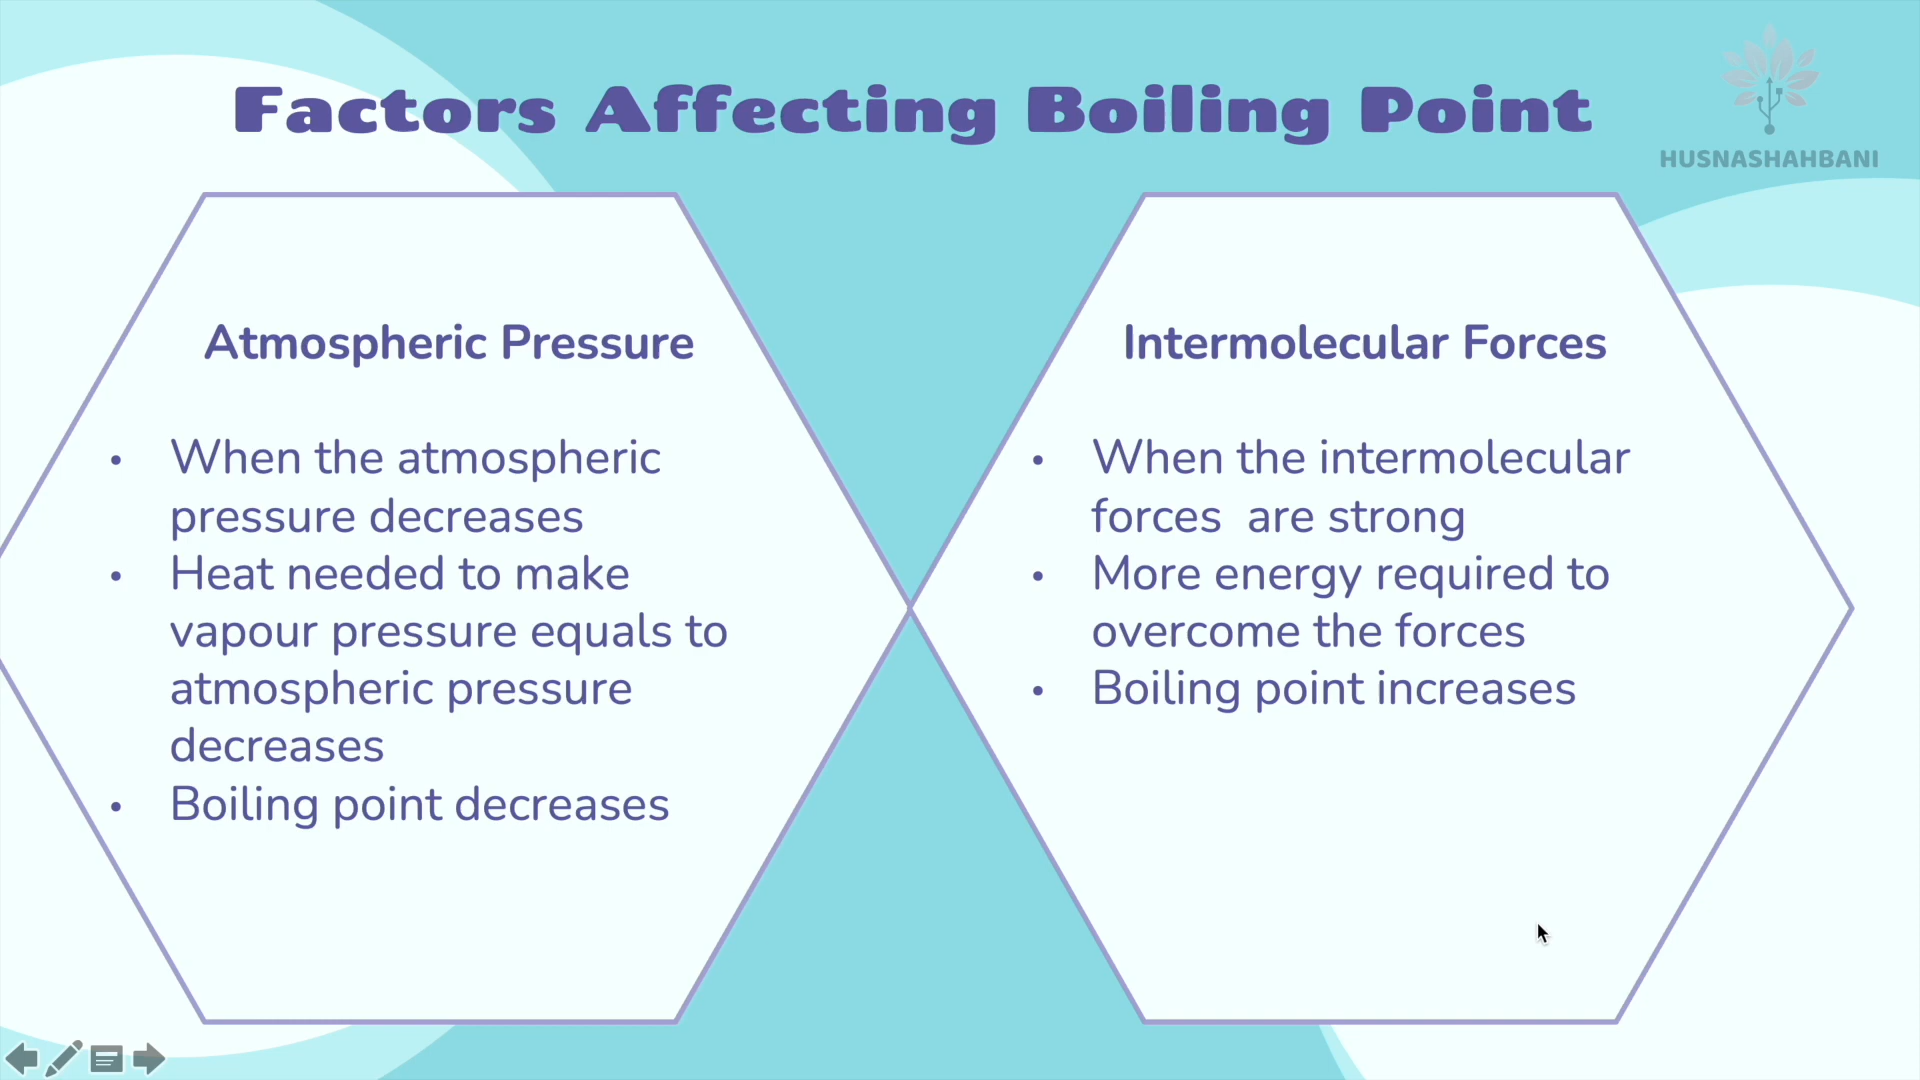 Factors Affecting Boiling Point
HUSNASHAHBANI
Atmospheric Pressure
• When the atmospheric
pressure decreases
• Heat needed to make
vapour pressure equals to
atmospheric pressure
decreases
• Boiling point decreases
Intermolecular Forces
• When the intermolecular
forces  are strong
• More energy required to
overcome the forces
• Boiling point increases